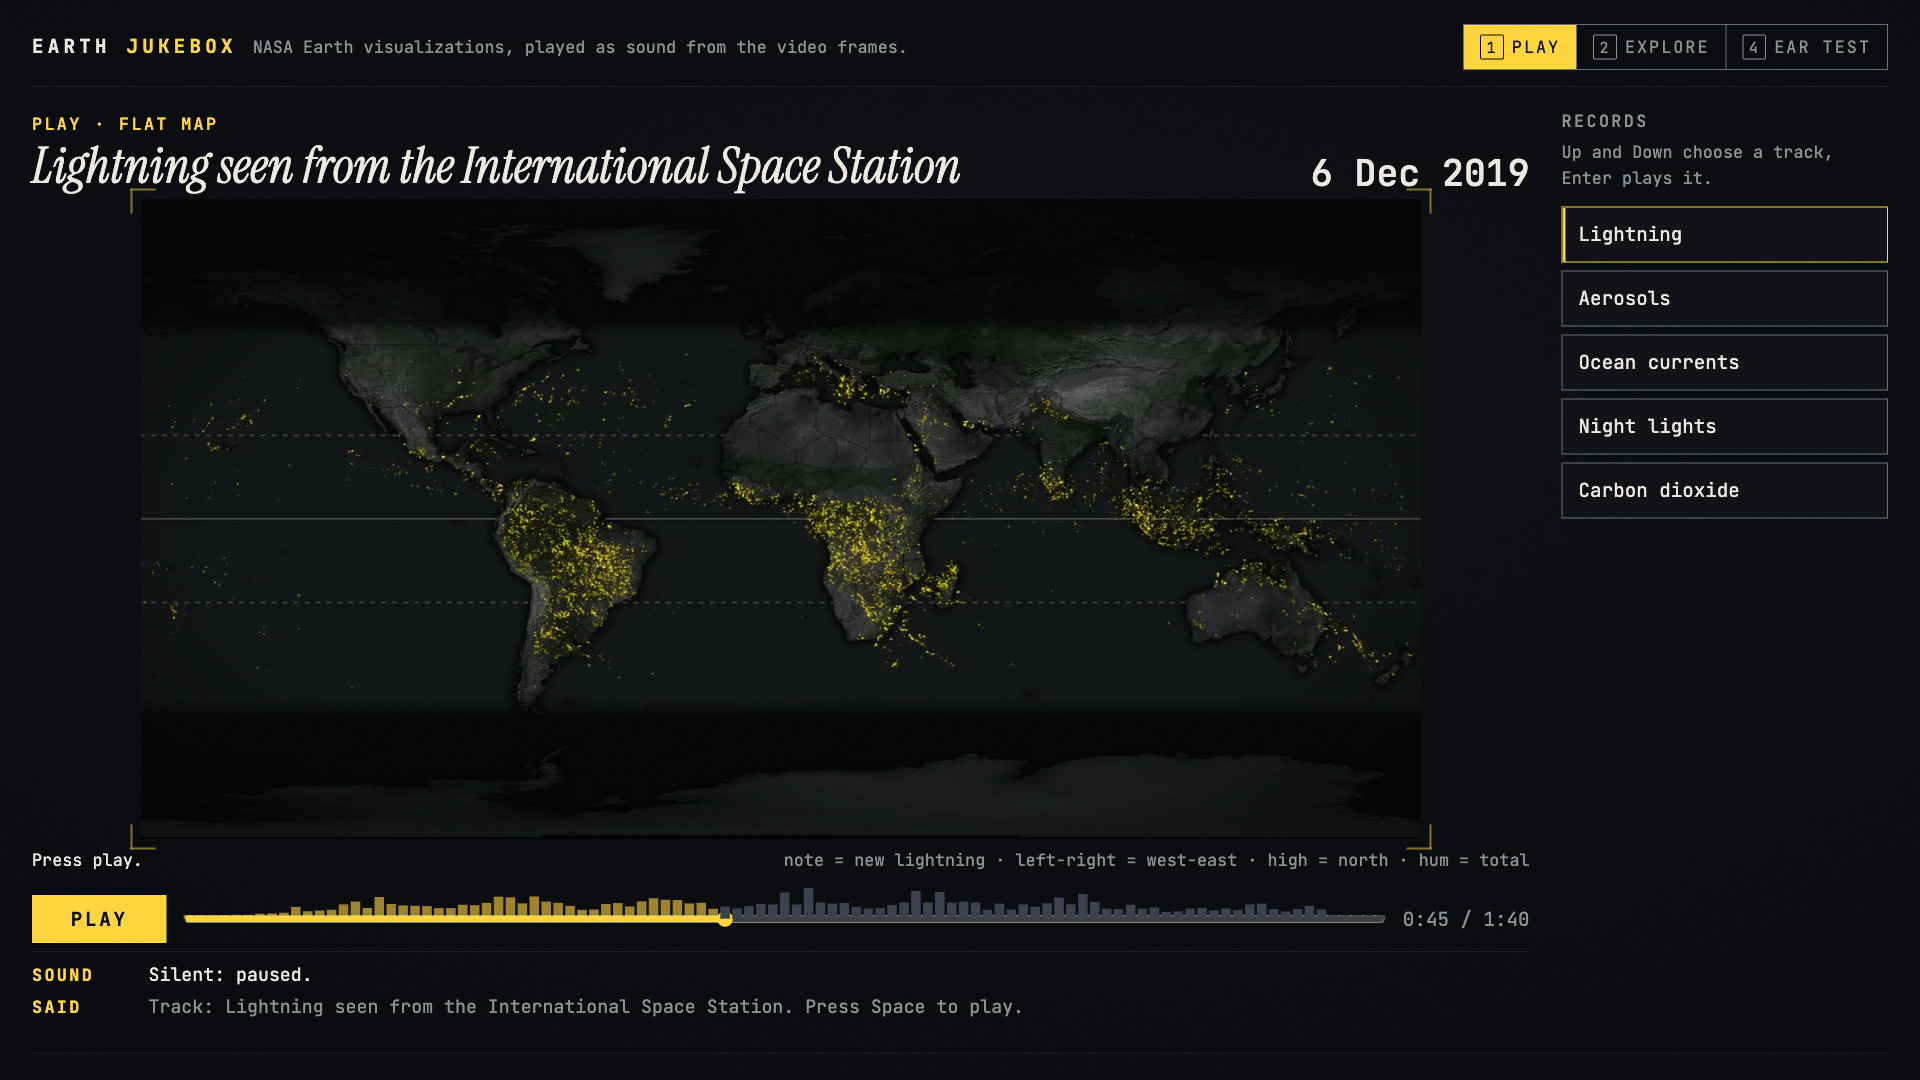 EARTH JUKEBOX NASA Earth visualizations, played as sound from the video frames.
1 PLAY 2 EXPLORE 4 EAR TEST
PLAY · FLAT MAP
Lightning seen from the International Space Station
6 Dec 2019
RECORDS
Up and Down choose a track,
Enter plays it.
Lightning
Aerosols
Ocean currents
Night lights
Carbon dioxide
Press play.
note = new lightning · left-right = west-east · high = north · hum = total
PLAY
0:45 / 1:40
SOUND Silent: paused.
SAID Track: Lightning seen from the International Space Station. Press Space to play.